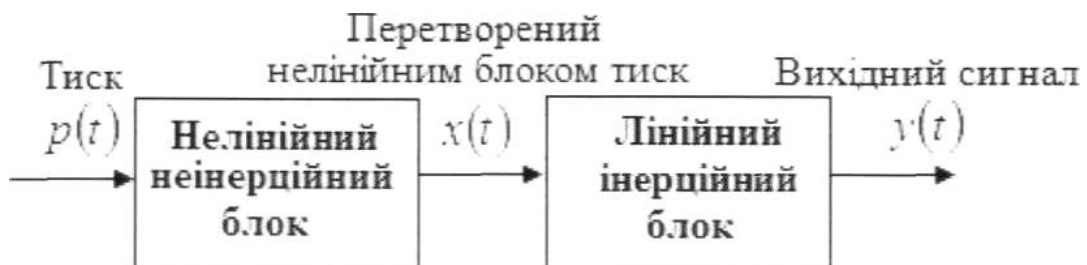 Перетворений
нелінійним блоком тиск
Тиск
p(t)
Нелінійний
неінерційний
блок
x(t)
Лінійний
інерційний
блок
Вихідний сигнал
y(t)